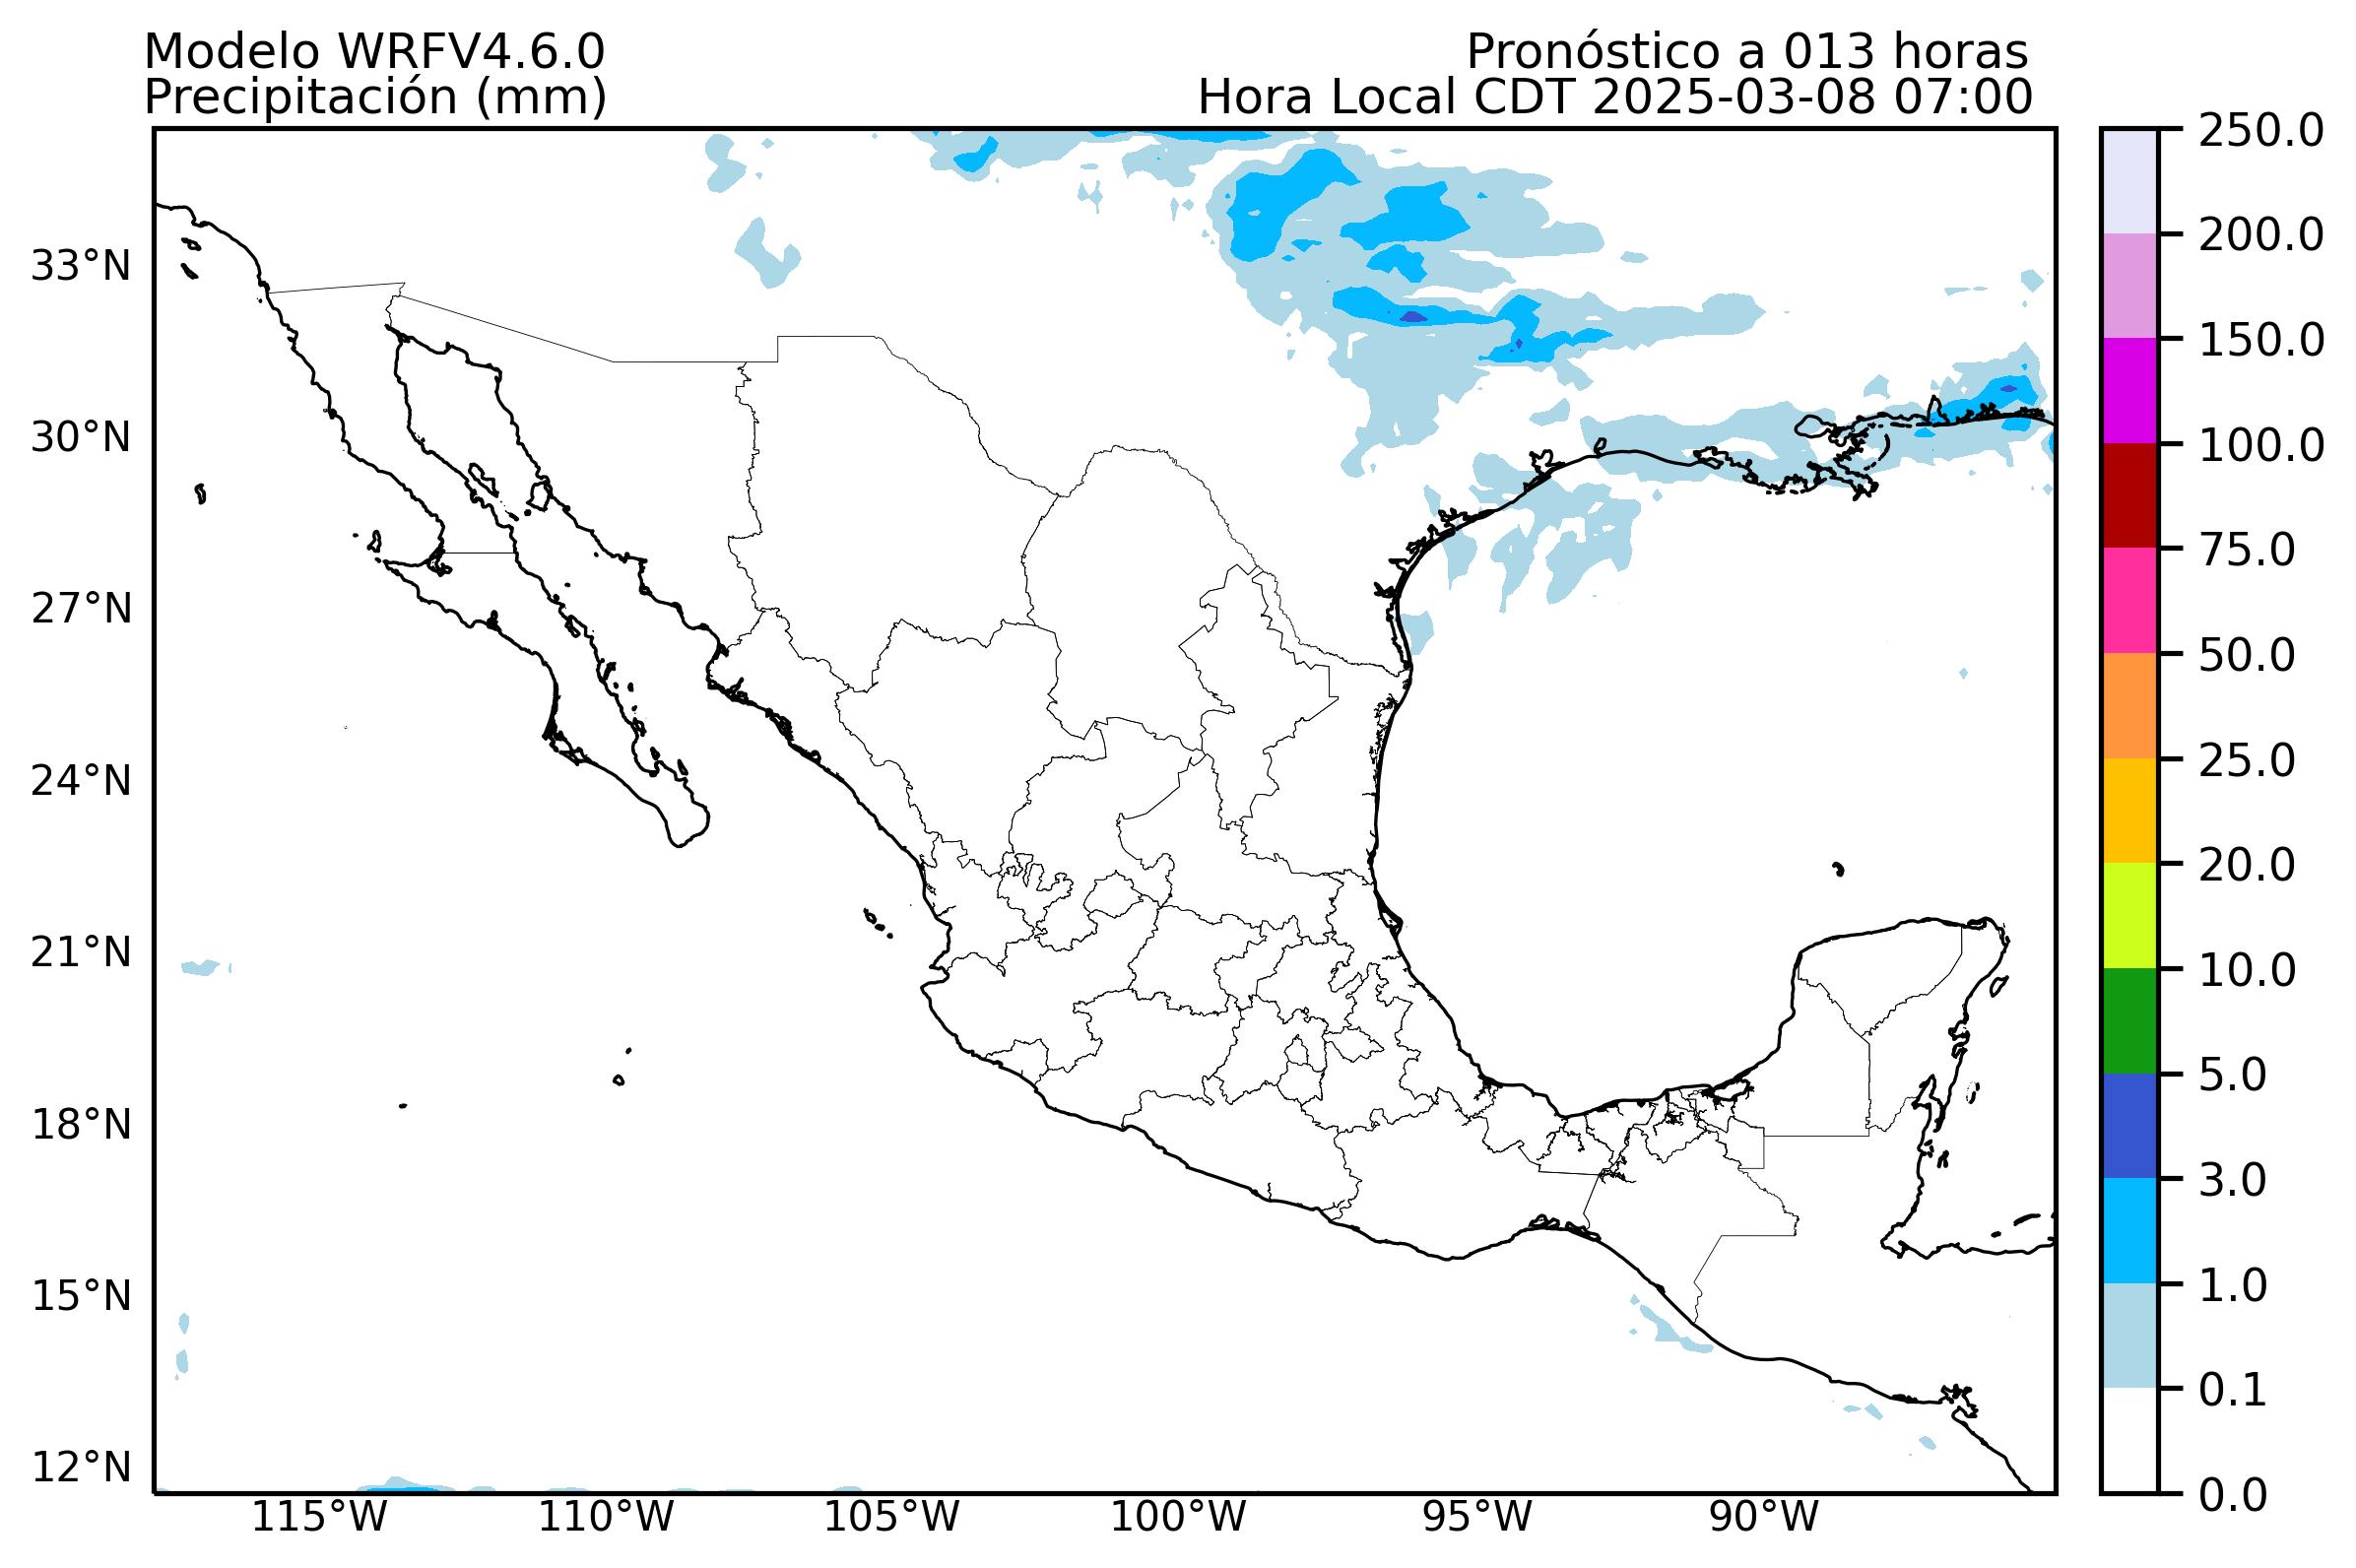 Modelo WRFV4.6.0
Pronóstico a 013 horas
Precipitación (mm)
Hora Local CDT 2025-03-08 07:00
33°N
30°N
27°N
24°N
21°N
18°N
15°N
12°N
115°W
110°W
105°W
100°W
95°W
90°W
250.0
200.0
150.0
100.0
75.0
50.0
25.0
20.0
10.0
5.0
3.0
1.0
0.1
0.0